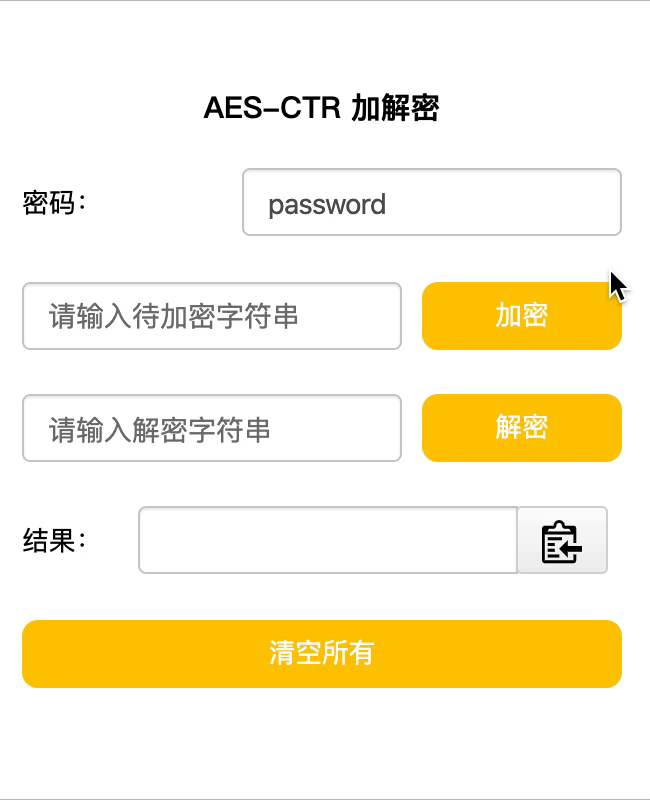 AES-CTR 加解密
密码：
password
请输入待加密字符串
加密
请输入解密字符串
解密
结果：
清空所有